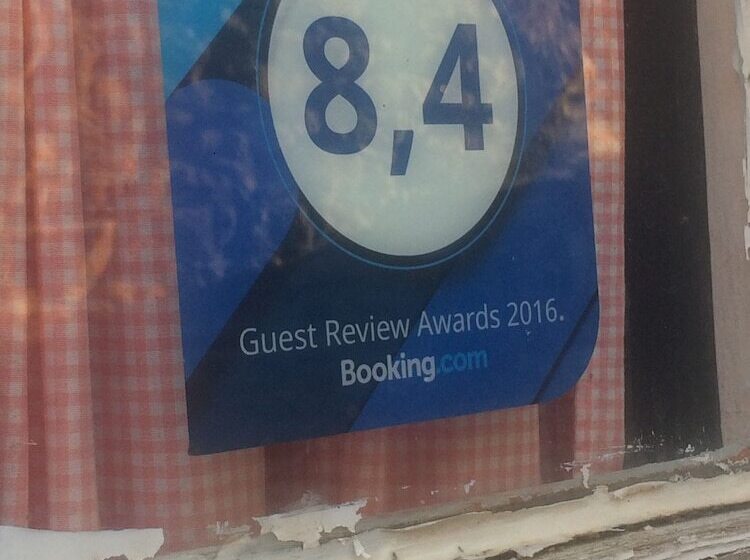 8,4
Guest Review Awards 2016.
Booking.com